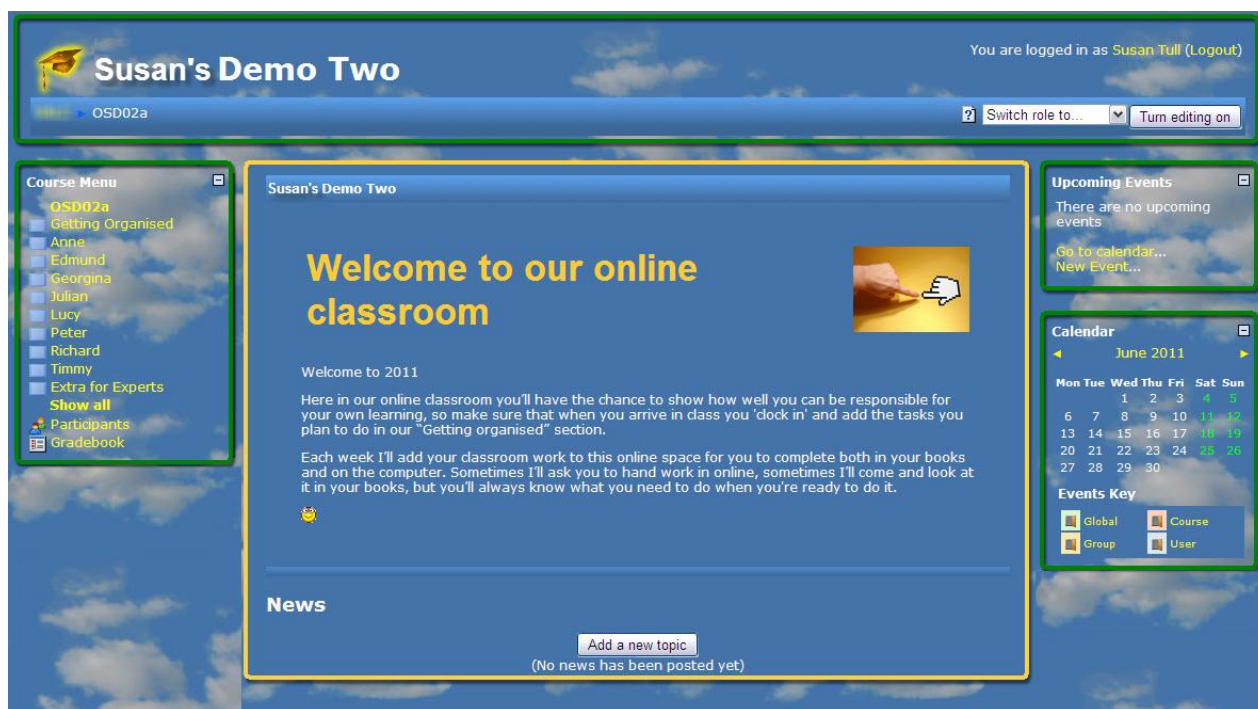 Susan's Demo Two
You are logged in as Susan Tull (Logout)
► OSD02a
? Switch role to... Turn editing on
Course Menu
OSD02a
Getting Organised
Anne
Edmund
Georgina
Julian
Lucy
Peter
Richard
Timmy
Extra for Experts
Show all
Participants
Gradebook
Susan's Demo Two
Welcome to our online
classroom
Welcome to 2011
Here in our online classroom you'll have the chance to show how well you can be responsible for
your own learning, so make sure that when you arrive in class you 'clock in' and add the tasks you
plan to do in our "Getting organised" section.
Each week I'll add your classroom work to this online space for you to complete both in your books
and on the computer. Sometimes I'll ask you to hand work in online, sometimes I'll come and look at
it in your books, but you'll always know what you need to do when you're ready to do it.
News
Add a new topic
(No news has been posted yet)
Upcoming Events
There are no upcoming
events
Go to calendar...
New Event...
Calendar
◄ June 2011 ►
Mon Tue Wed Thu Fri Sat Sun
1 2 3 4 5
6 7 8 9 10 11 12
13 14 15 16 17 18 19
20 21 22 23 24 25 26
27 28 29 30
Events Key
Global Course
Group User